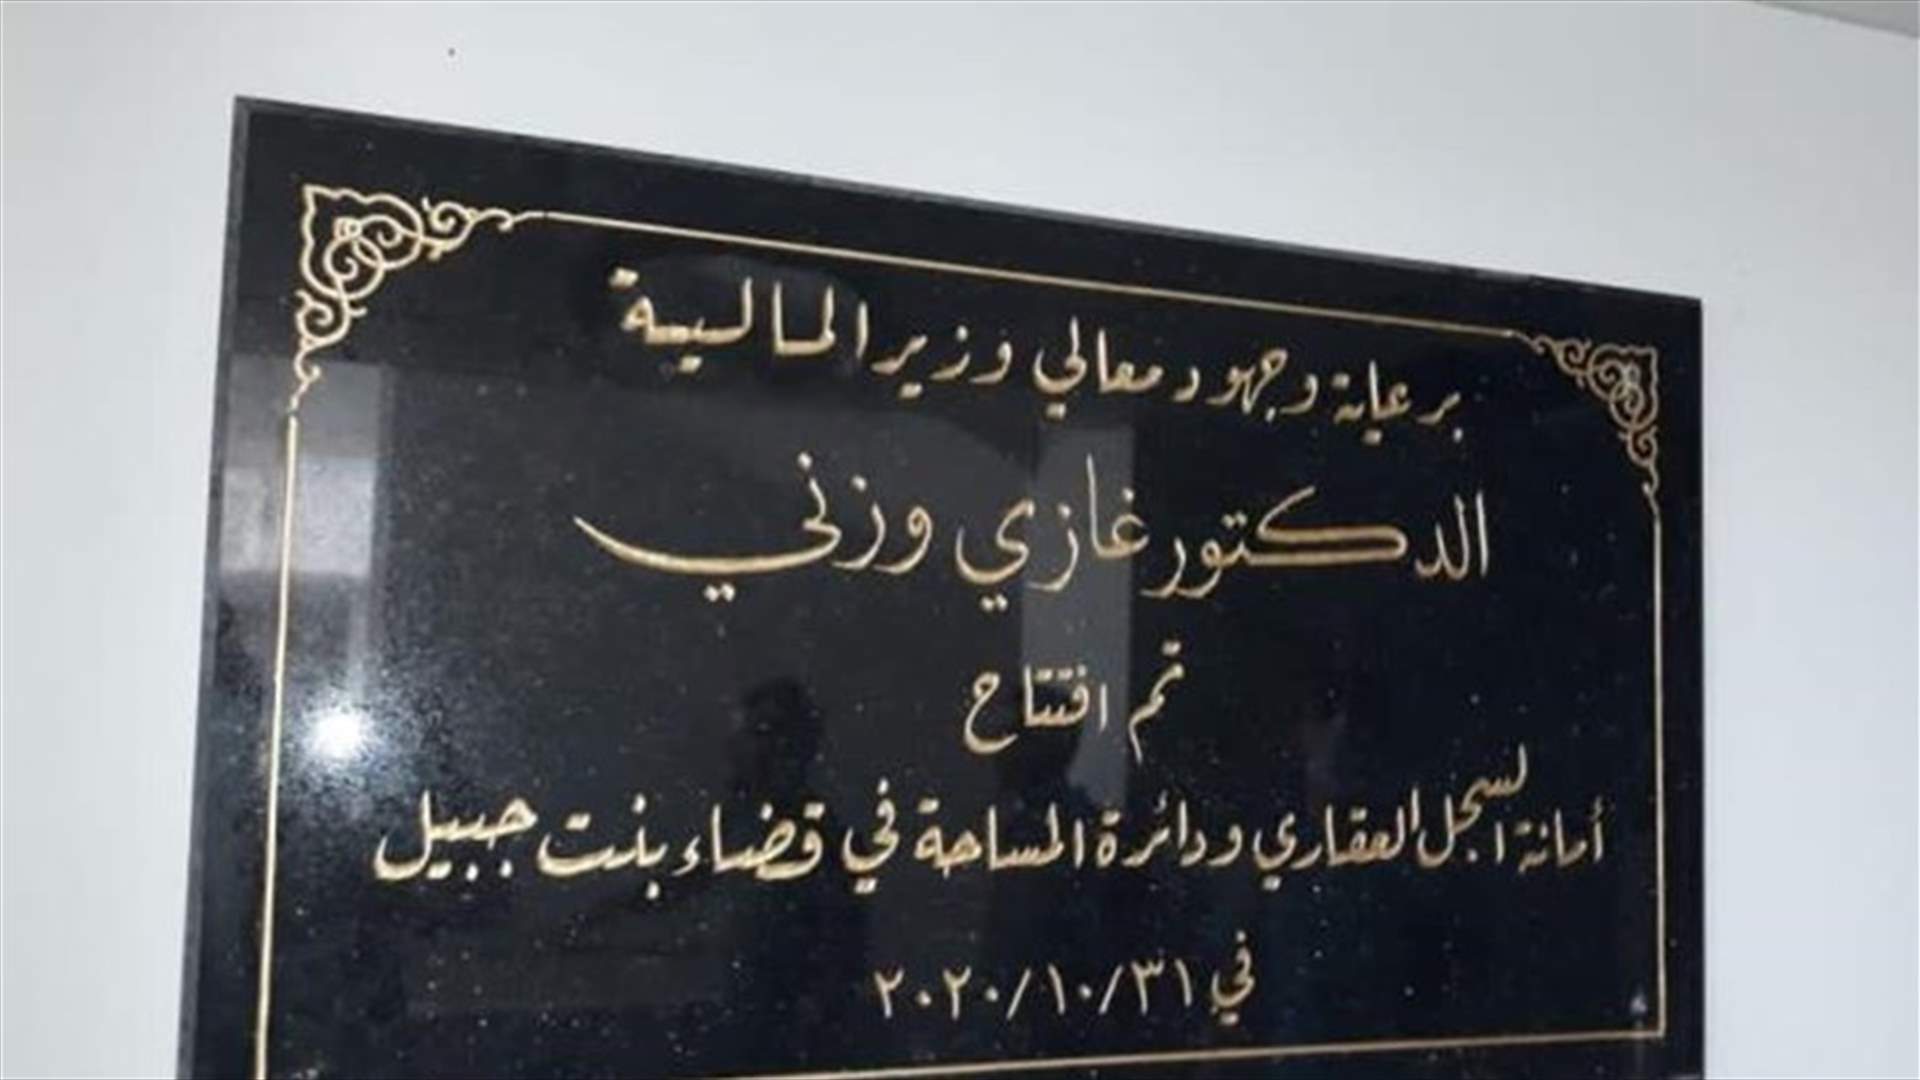 برعاية وجهود معالي وزير المالية
الدكتور غازي وزني
تم افتتاح
أمانة السجل العقاري ودائرة المساحة في قضاء بنت جبيل
في ٢٠٢٠/١٠/٣١